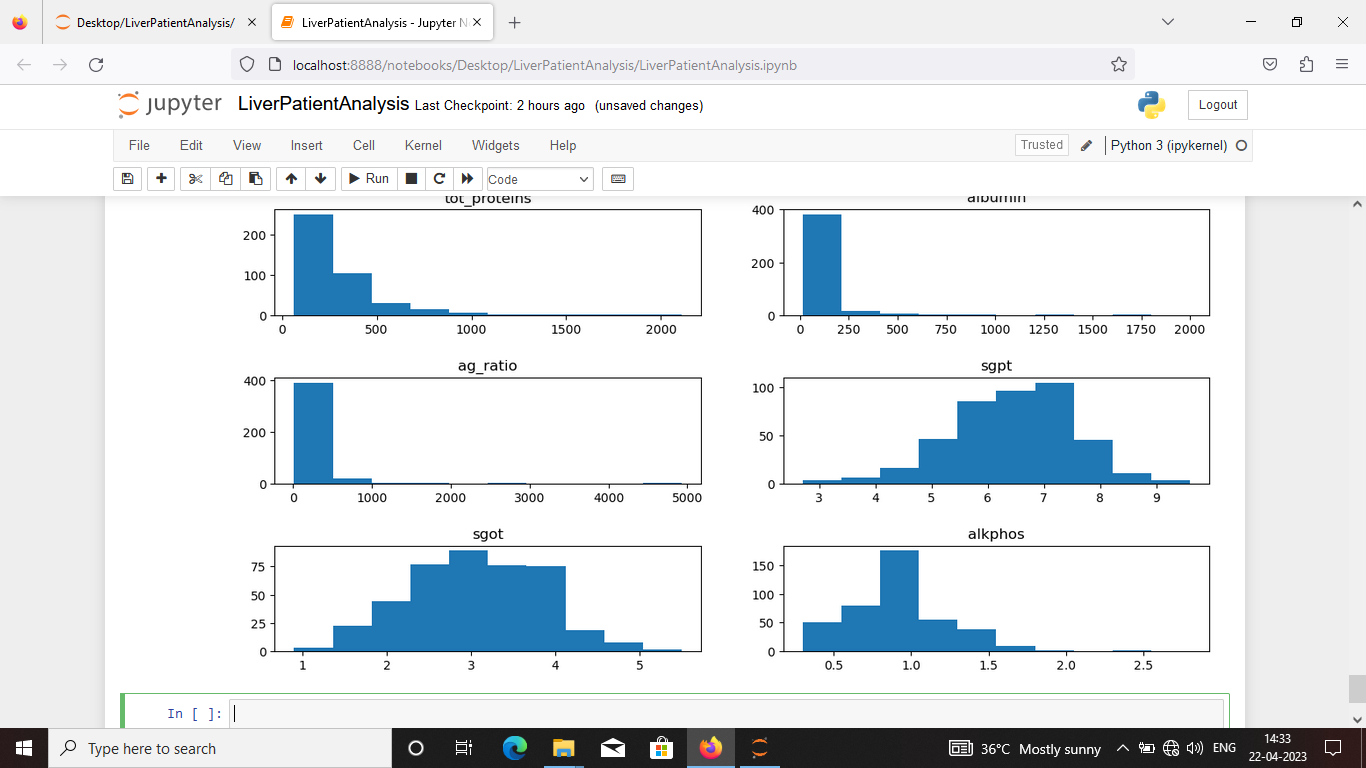 Desktop/LiverPatientAnalysis/
LiverPatientAnalysis - Jupyter N
localhost:8888/notebooks/Desktop/LiverPatientAnalysis/LiverPatientAnalysis.ipynb
jupyter LiverPatientAnalysis Last Checkpoint: 2 hours ago (unsaved changes)
Logout
File Edit View Insert Cell Kernel Widgets Help
Trusted
Python 3 (ipykernel)
Run
Code
tot_proteins
200
100
0
0 500 1000 1500 2000
albumin
400
200
0
0 250 500 750 1000 1250 1500 1750 2000
ag_ratio
400
200
0
0 1000 2000 3000 4000 5000
sgpt
100
50
0
3 4 5 6 7 8 9
sgot
75
50
25
0
1 2 3 4 5
alkphos
150
100
50
0
0.5 1.0 1.5 2.0 2.5
In [ ]:
Type here to search
36°C Mostly sunny
ENG
14:33
22-04-2023